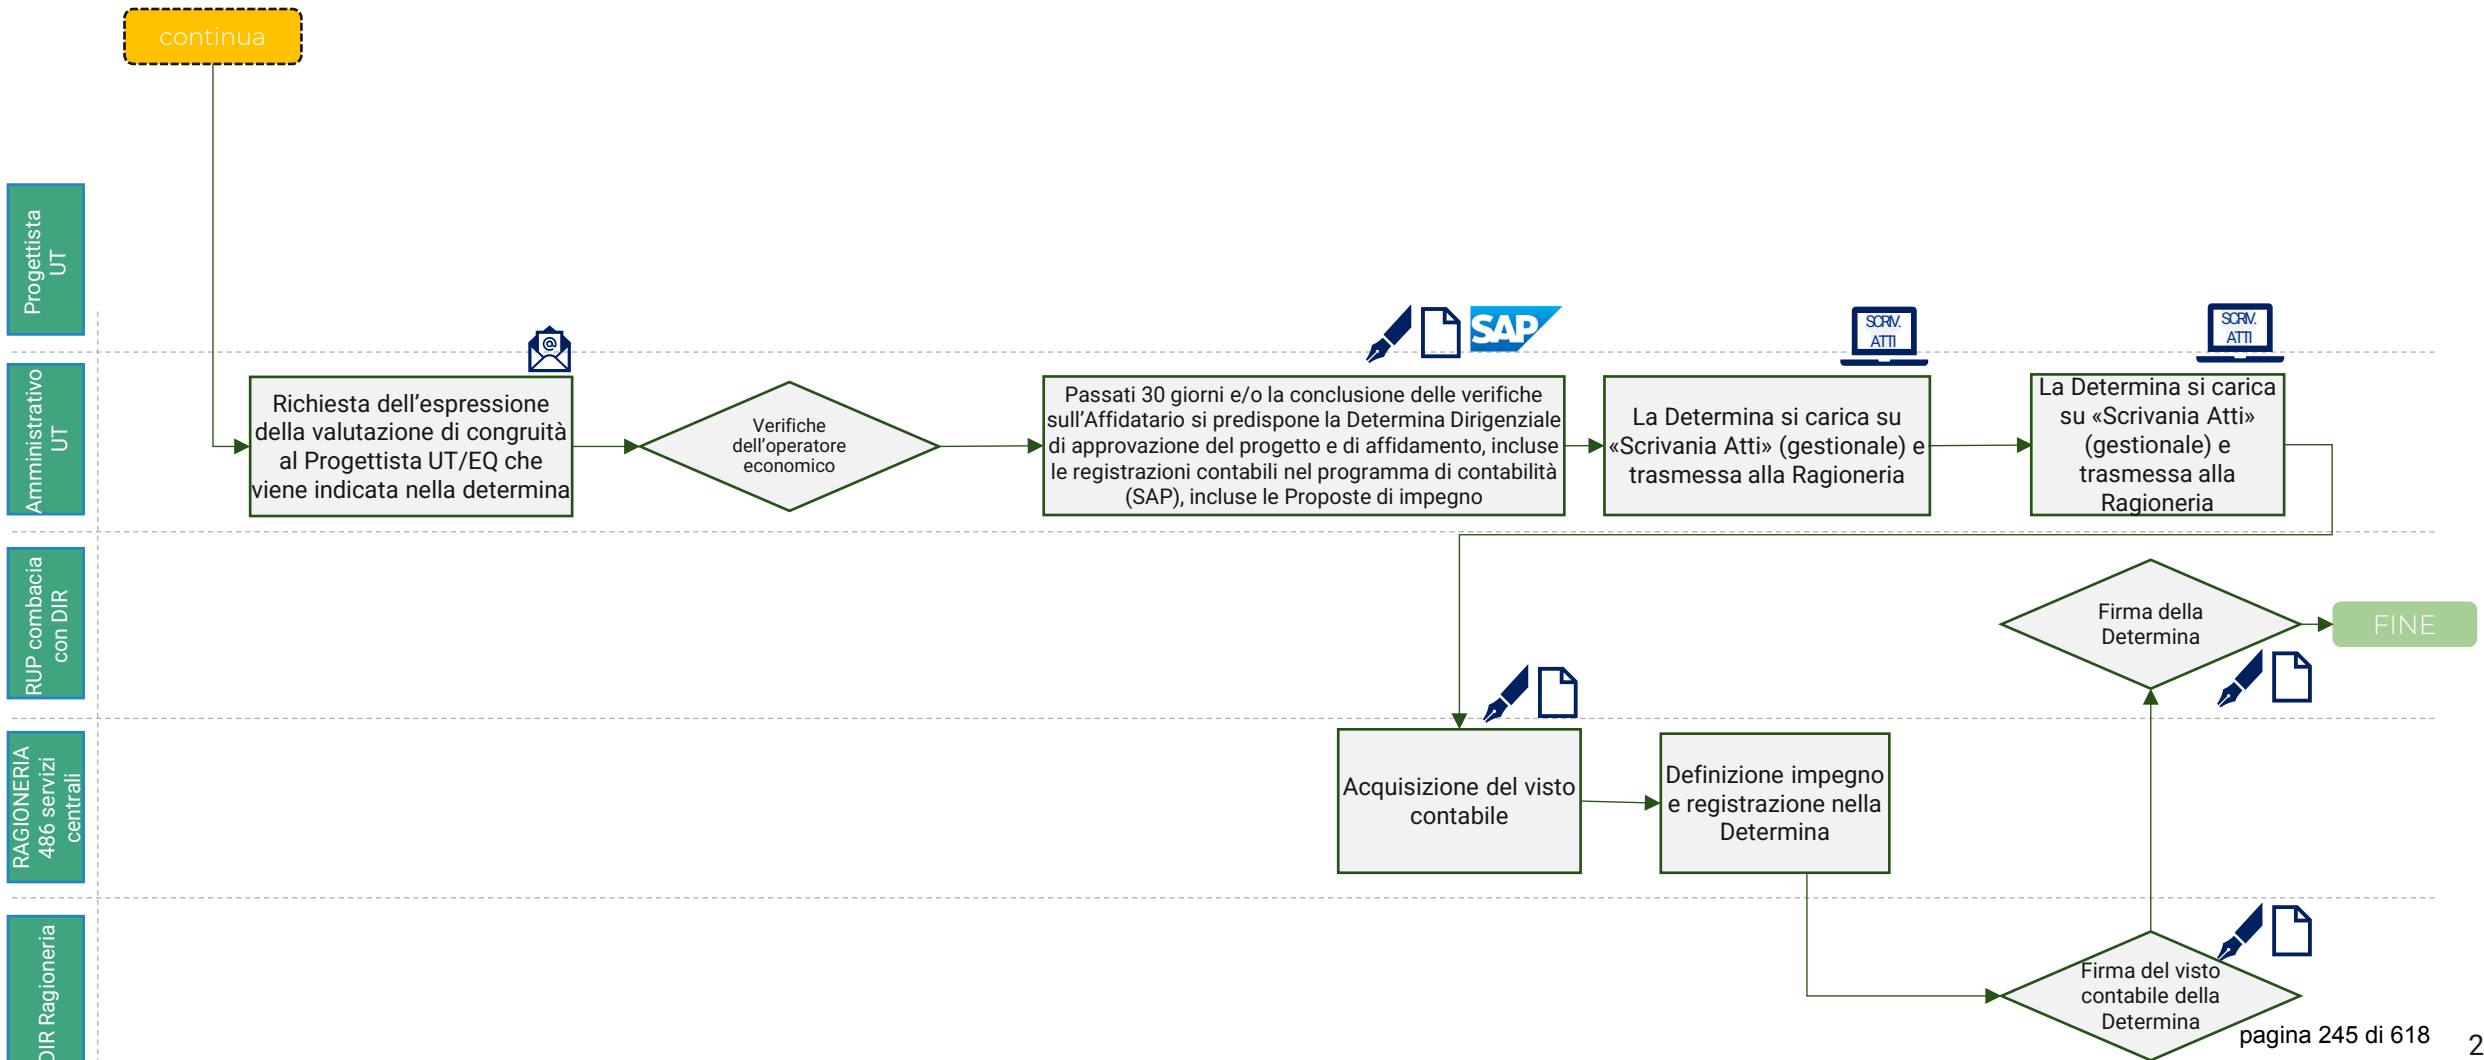 continua
Progettista
UT
SAP
SCRIV.
ATTI
SCRIV.
ATTI
Amministrativo
UT
Richiesta dell’espressione
della valutazione di congruità
al Progettista UT/EQ che
viene indicata nella determina
Verifiche
dell’operatore
economico
Passati 30 giorni e/o la conclusione delle verifiche
sull’Affidatario si predispone la Determina Dirigenziale
di approvazione del progetto e di affidamento, incluse
le registrazioni contabili nel programma di contabilità
(SAP), incluse le Proposte di impegno
La Determina si carica su
«Scrivania Atti» (gestionale) e
trasmessa alla Ragioneria
La Determina si carica
su «Scrivania Atti»
(gestionale) e
trasmessa alla
Ragioneria
RUP combacia
con DIR
Firma della
Determina
FINE
RAGIONERIA
486 servizi
centrali
Acquisizione del visto
contabile
Definizione impegno
e registrazione nella
Determina
DIR Ragioneria
Firma del visto
contabile della
Determina
pagina 245 di 618
2